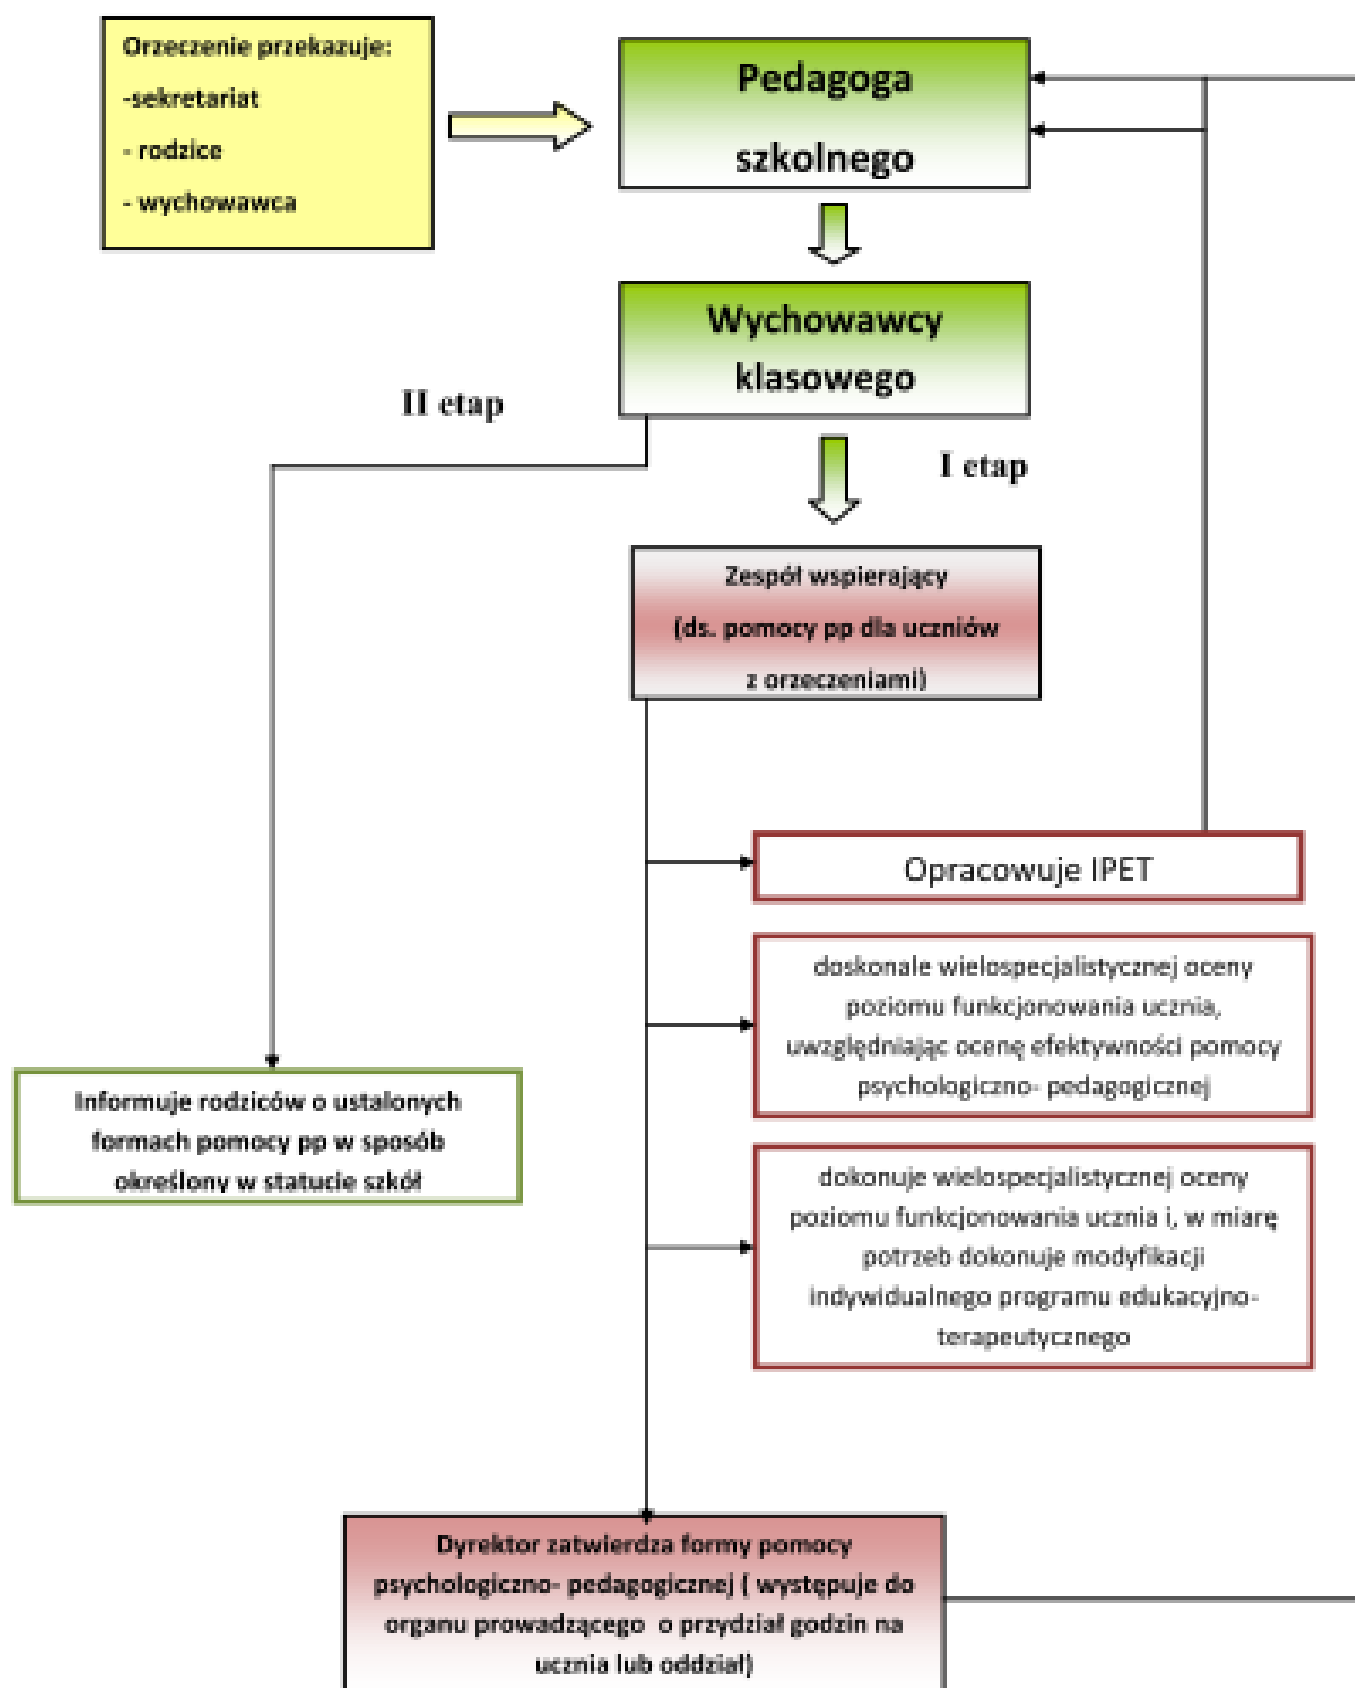 Orzeczenie przekazuje:
-sekretariat
- rodzice
- wychowawca
Pedagoga
szkolnego
Wychowawcy
klasowego
II etap
I etap
Zespół wspierający
(ds. pomocy pp dla uczniów
z orzeczeniami)
Opracowuje IPET
doskonale wielospecjalistycznej oceny
poziomu funkcjonowania ucznia,
uwzględniając ocenę efektywności pomocy
psychologiczno- pedagogicznej
Informuje rodziców o ustalonych
formach pomocy pp w sposób
określony w statucie szkół
dokonuje wielospecjalistycznej oceny
poziomu funkcjonowania ucznia i, w miarę
potrzeb dokonuje modyfikacji
indywidualnego programu edukacyjno-
terapeutycznego
Dyrektor zatwierdza formy pomocy
psychologiczno- pedagogicznej ( występuje do
organu prowadzącego o przydział godzin na
ucznia lub oddział)